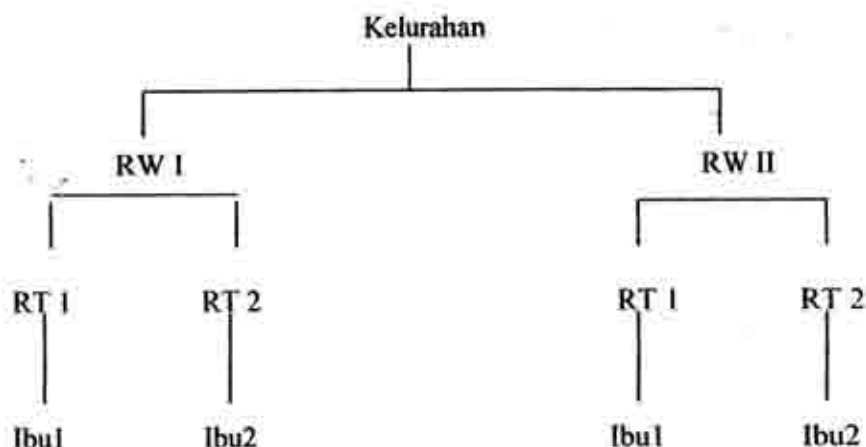 Kelurahan
RW I RW II
RT 1 RT 2 RT 1 RT 2
Ibu1 Ibu2 Ibu1 Ibu2